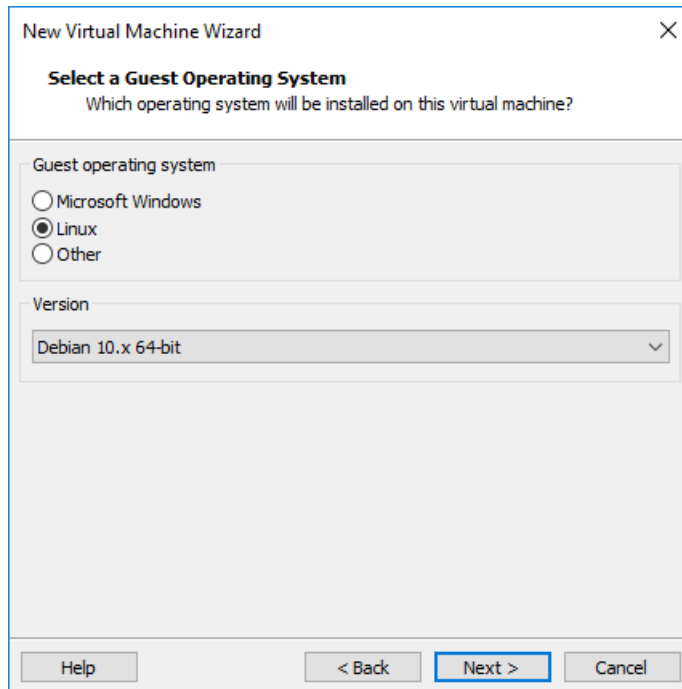 New Virtual Machine Wizard
Select a Guest Operating System
Which operating system will be installed on this virtual machine?
Guest operating system
Microsoft Windows
Linux
Other
Version
Debian 10.x 64-bit
Help
< Back
Next >
Cancel